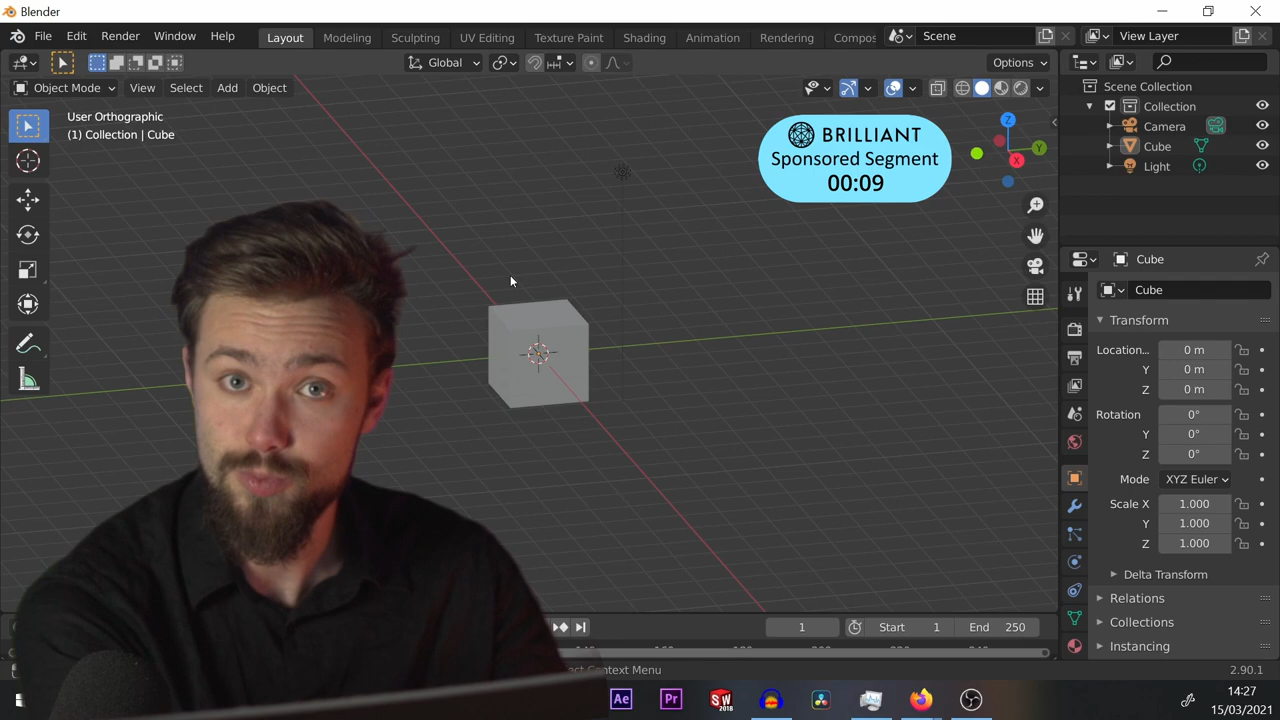 Blender
File Edit Render Window Help Layout Modeling Sculpting UV Editing Texture Paint Shading Animation Rendering Compos Scene View Layer
Global Options
Object Mode View Select Add Object
User Orthographic
(1) Collection | Cube
BRILLIANT
Sponsored Segment
00:09
Z
Y
X
Scene Collection
Collection
Camera
Cube
Light
Cube
Cube
Transform
Location... 0 m
Y 0 m
Z 0 m
Rotation 0°
Y 0°
Z 0°
Mode XYZ Euler
Scale X 1.000
Y 1.000
Z 1.000
Delta Transform
Relations
Collections
Instancing
1 Start 1 End 250
Context Menu
2.90.1
Ae Pr SW 2018
14:27
15/03/2021